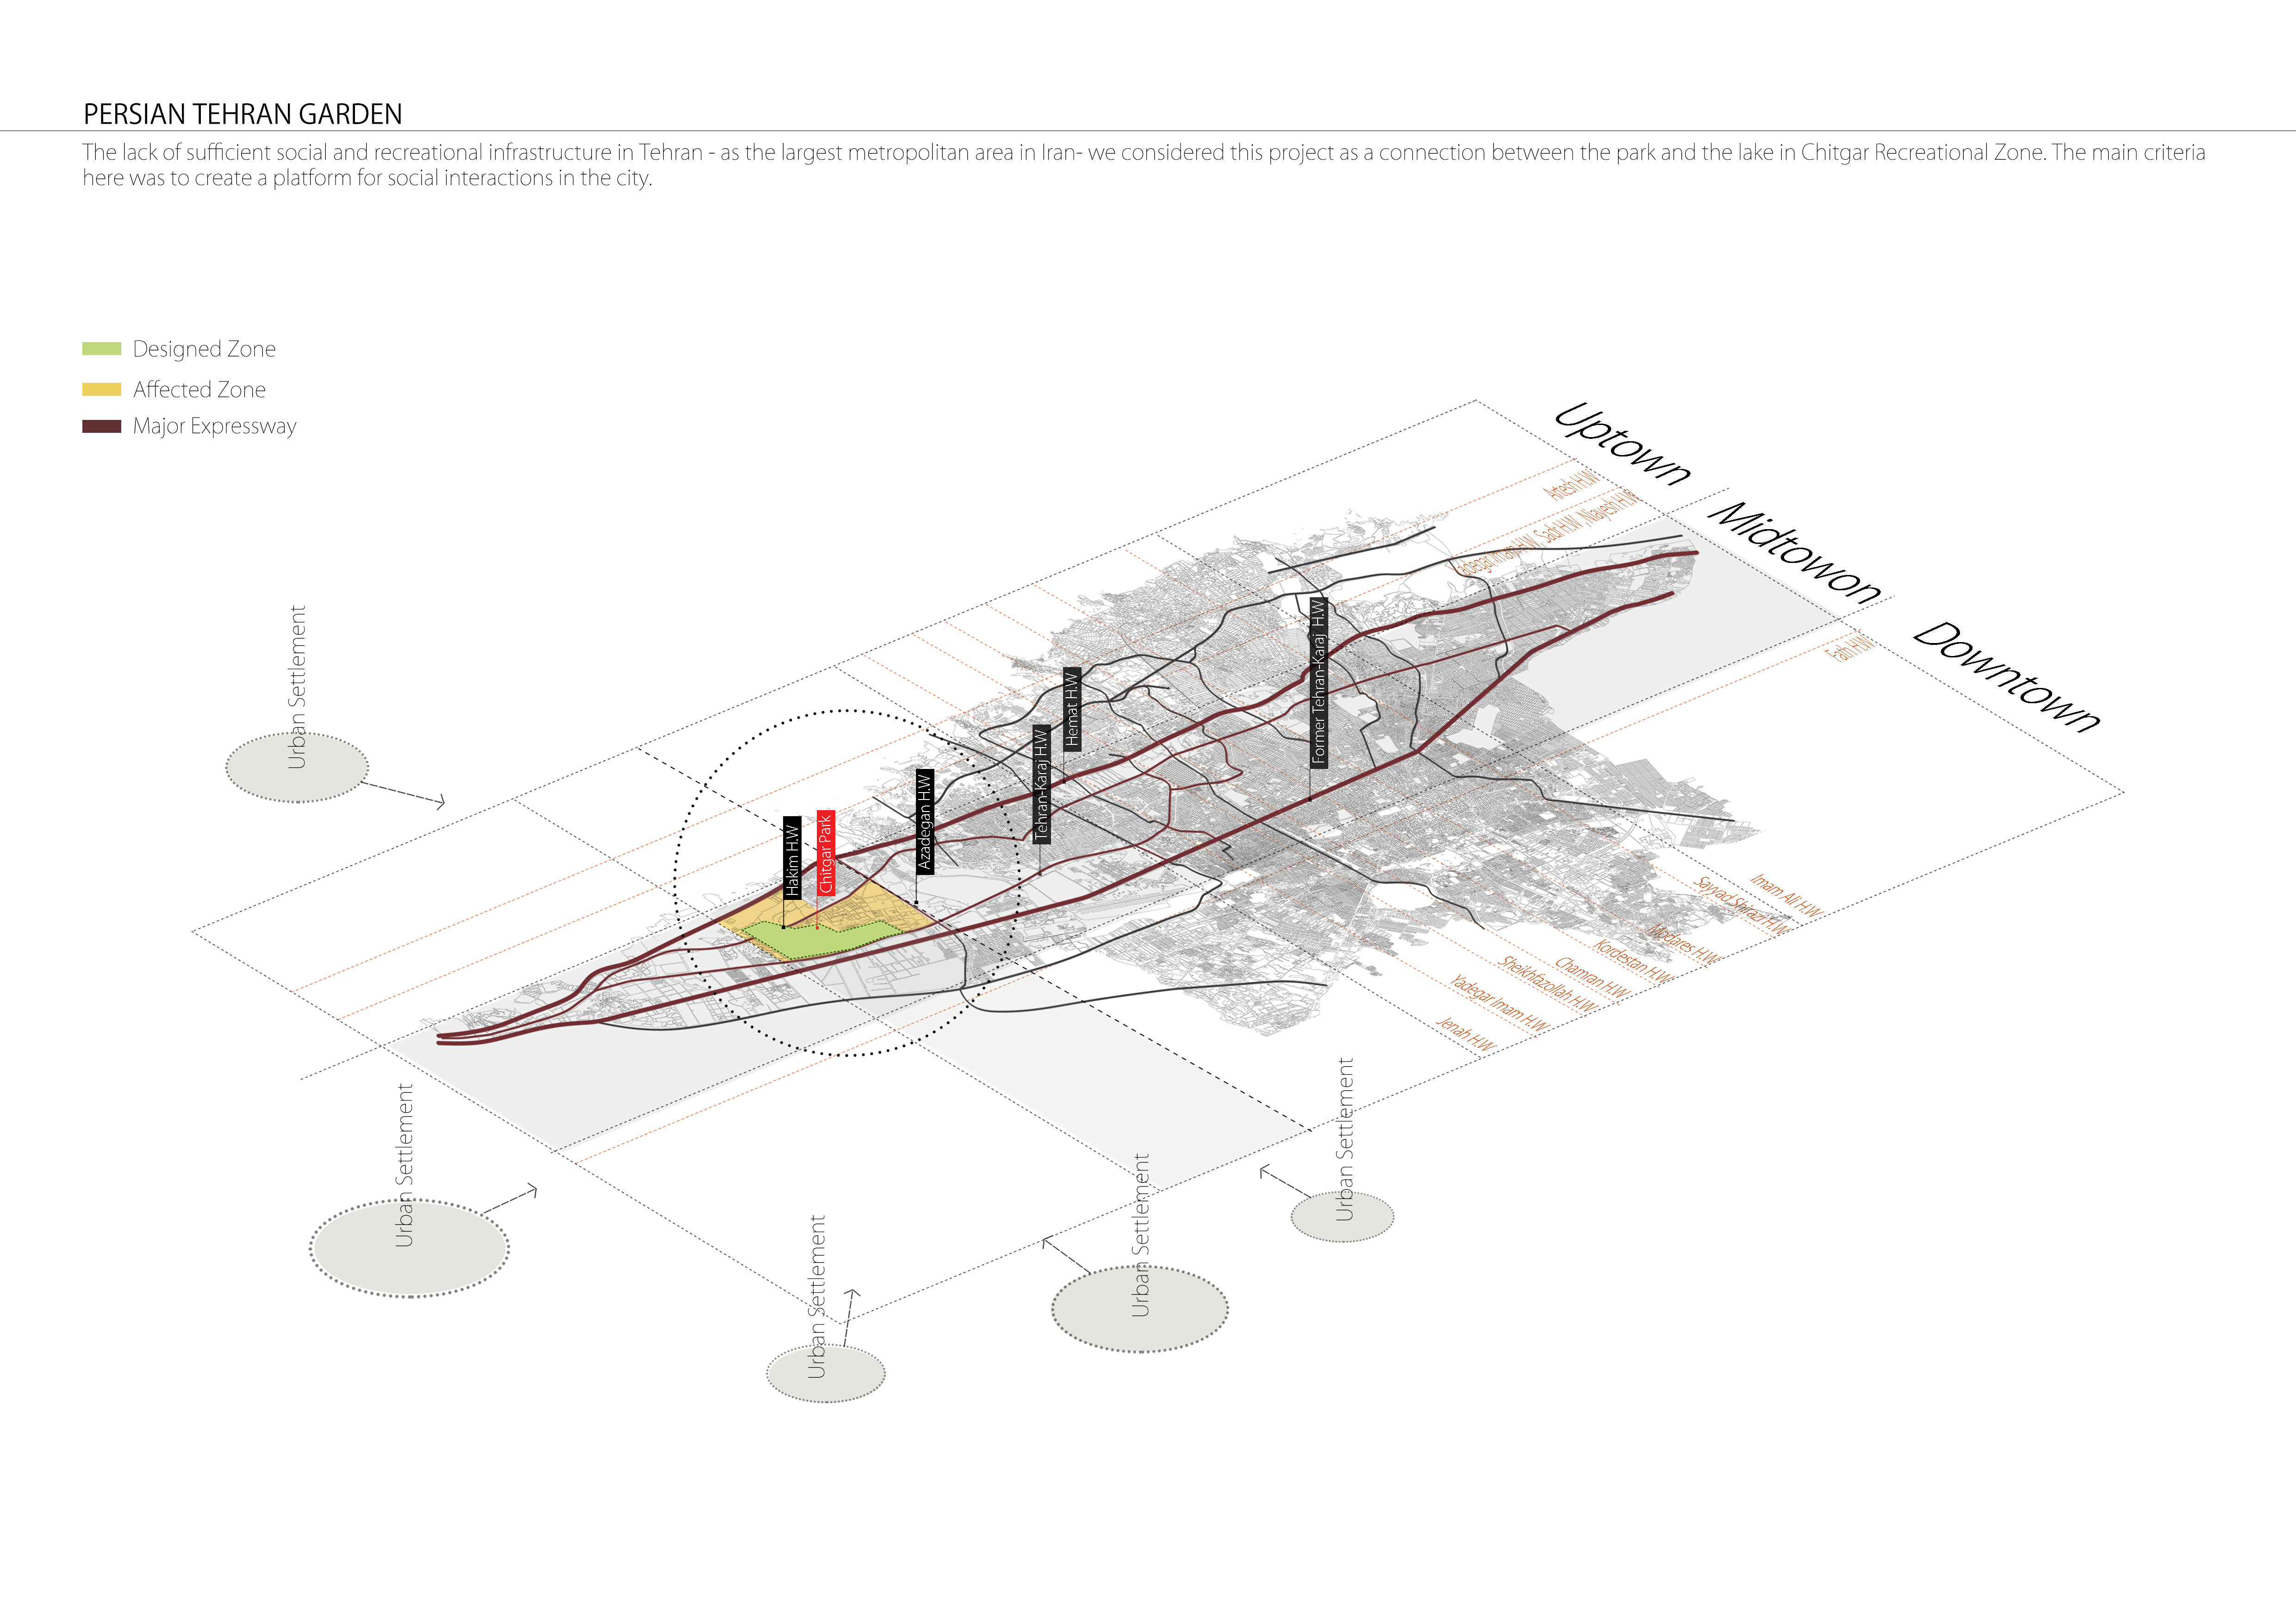 PERSIAN TEHRAN GARDEN
The lack of sufficient social and recreational infrastructure in Tehran - as the largest metropolitan area in Iran- we considered this project as a connection between the park and the lake in Chitgar Recreational Zone. The main criteria
here was to create a platform for social interactions in the city.
Designed Zone
Affected Zone
Major Expressway
Uptown
Midtowon
Downtown
Artesh H.W
Sadr H.W ,Niayesh H.W
Fath H.W
Urban Settlement
Hakim H.W
Chitgar Park
Azadegan H.W
Tehran-Karaj H.W
Hemat H.W
Former Tehran-Karaj H.W
Imam Ali H.W
Sayyad Shirazi H.W
Modares H.W
Kordestan H.W
Chamran H.W
Sheikhfazollah H.W
Yadegar Imam H.W
Jenah H.W
Urban Settlement
Urban Settlement
Urban Settlement
Urban Settlement